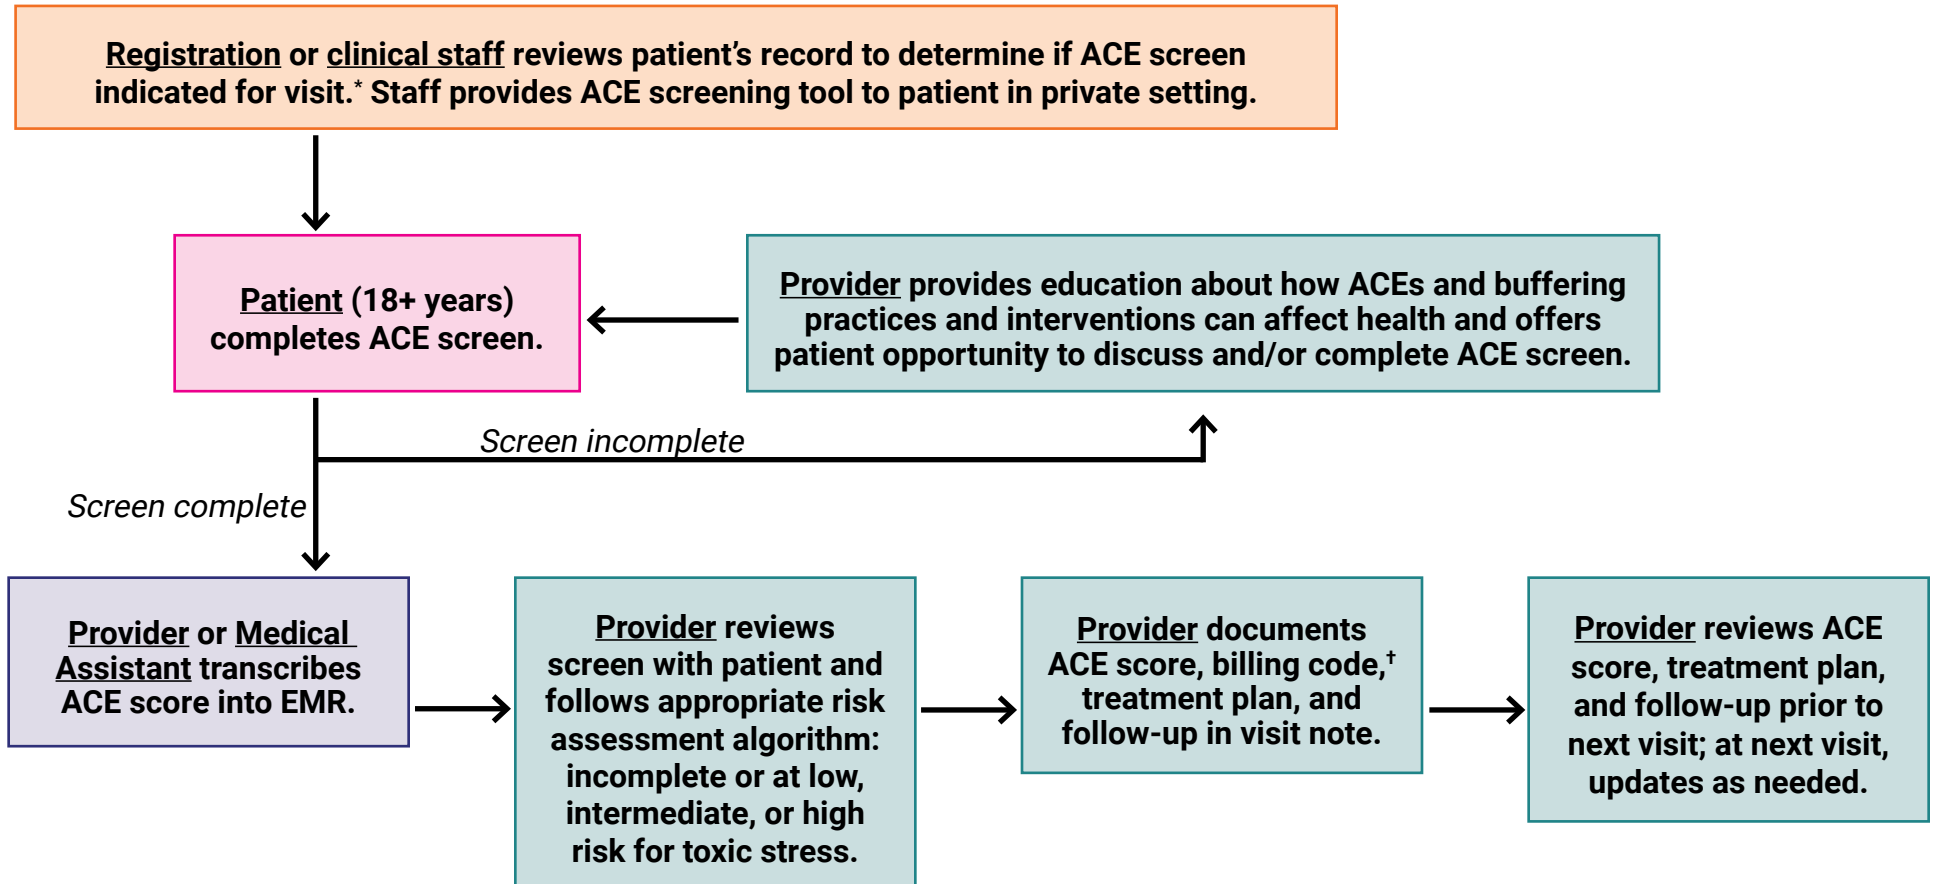 Registration or clinical staff reviews patient’s record to determine if ACE screen
indicated for visit.* Staff provides ACE screening tool to patient in private setting.
Patient (18+ years)
completes ACE screen.
Provider provides education about how ACEs and buffering
practices and interventions can affect health and offers
patient opportunity to discuss and/or complete ACE screen.
Screen incomplete
Screen complete
Provider or Medical
Assistant transcribes
ACE score into EMR.
Provider reviews
screen with patient and
follows appropriate risk
assessment algorithm:
incomplete or at low,
intermediate, or high
risk for toxic stress.
Provider documents
ACE score, billing code,†
treatment plan, and
follow-up in visit note.
Provider reviews ACE
score, treatment plan,
and follow-up prior to
next visit; at next visit,
updates as needed.